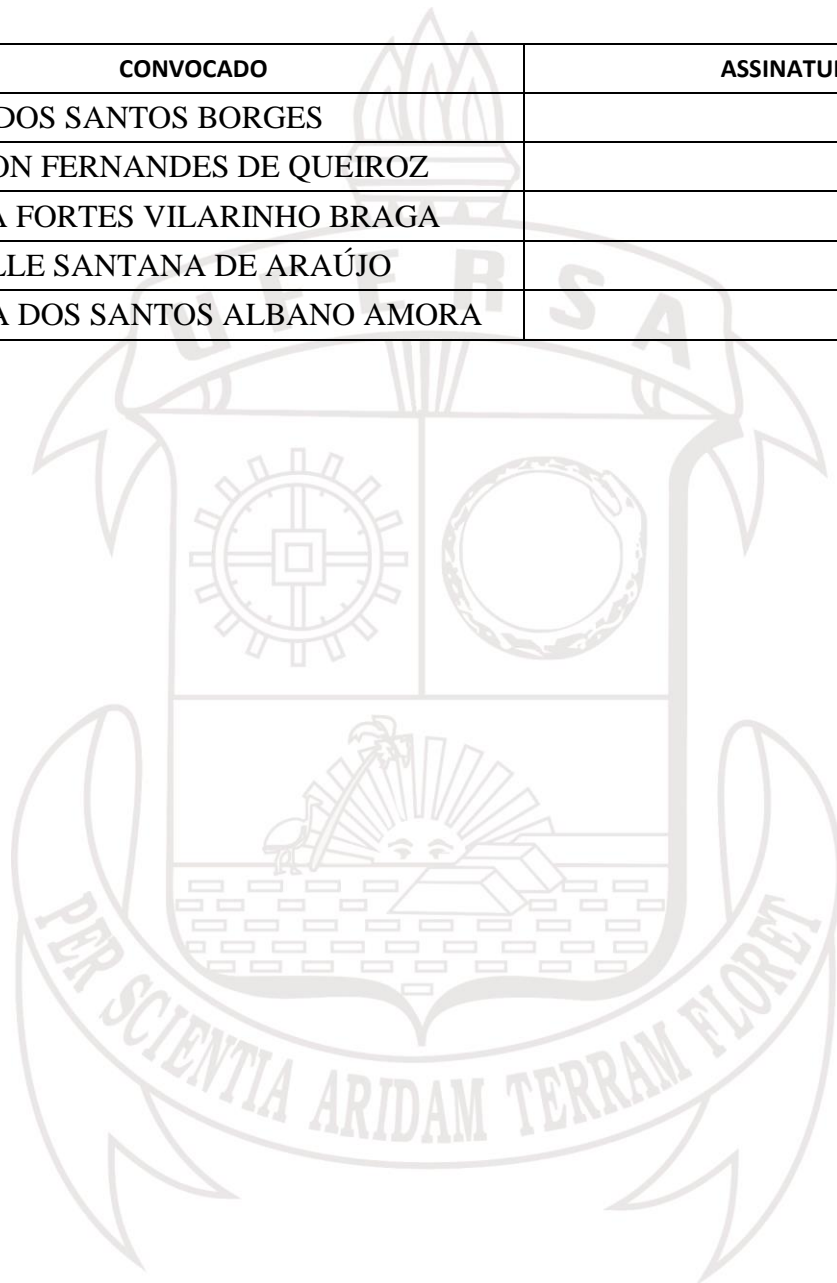 CONVOCADO ASSINATU
DOS SANTOS BORGES
ON FERNANDES DE QUEIROZ
A FORTES VILARINHO BRAGA
LLE SANTANA DE ARAÚJO
A DOS SANTOS ALBANO AMORA
UFERSA
PER SCIENTIA ARIDAM TERRAM FLORET